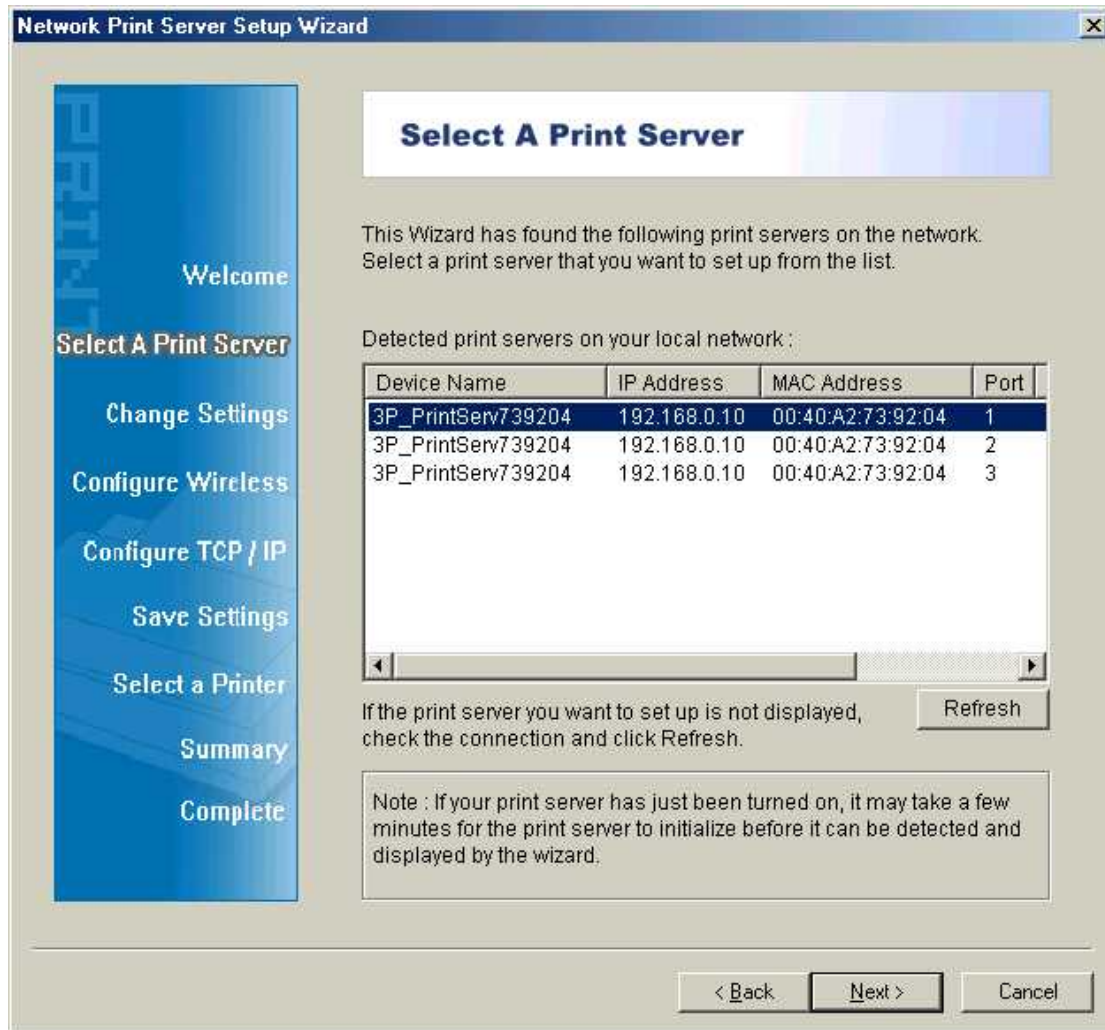 Network Print Server Setup Wizard
PRINT
Welcome
Select A Print Server
Change Settings
Configure Wireless
Configure TCP / IP
Save Settings
Select a Printer
Summary
Complete
Select A Print Server
This Wizard has found the following print servers on the network.
Select a print server that you want to set up from the list.
Detected print servers on your local network :
Device Name IP Address MAC Address Port
3P_PrintServ739204 192.168.0.10 00:40:A2:73:92:04 1
3P_PrintServ739204 192.168.0.10 00:40:A2:73:92:04 2
3P_PrintServ739204 192.168.0.10 00:40:A2:73:92:04 3
If the print server you want to set up is not displayed,
check the connection and click Refresh.
Refresh
Note : If your print server has just been turned on, it may take a few
minutes for the print server to initialize before it can be detected and
displayed by the wizard.
< Back Next > Cancel